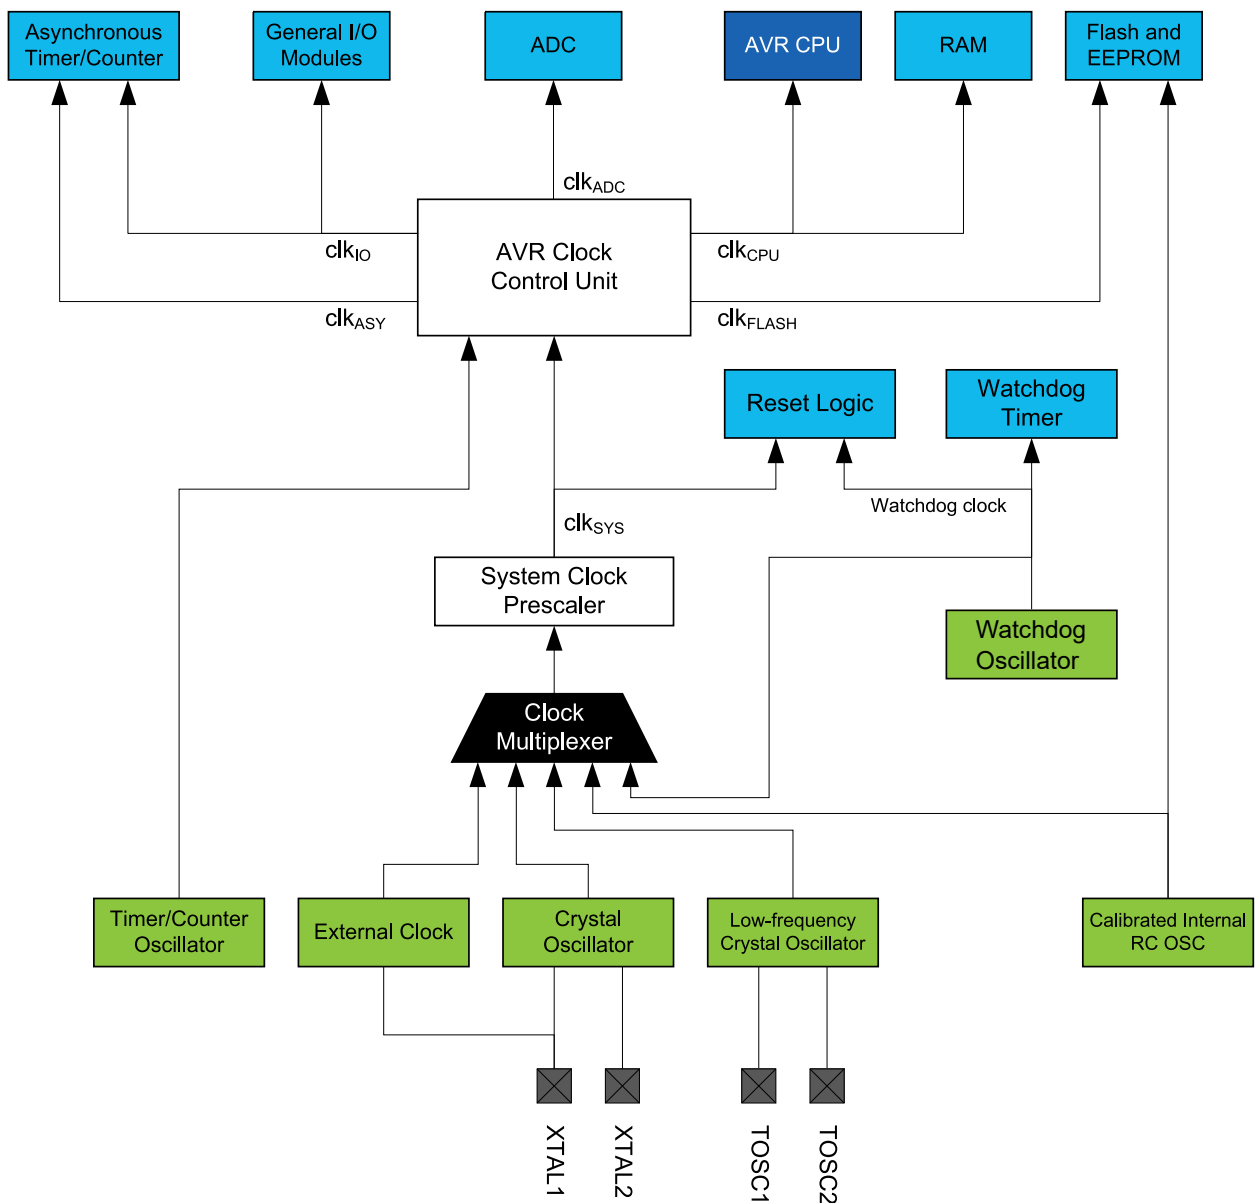 Asynchronous
Timer/Counter
General I/O
Modules
ADC
AVR CPU
RAM
Flash and
EEPROM
clkADC
clkIO
AVR Clock
Control Unit
clkCPU
clkASY
clkFLASH
Reset Logic
Watchdog
Timer
Watchdog clock
clkSYS
System Clock
Prescaler
Watchdog
Oscillator
Clock
Multiplexer
Timer/Counter
Oscillator
External Clock
Crystal
Oscillator
Low-frequency
Crystal Oscillator
Calibrated Internal
RC OSC
XTAL1
XTAL2
TOSC1
TOSC2